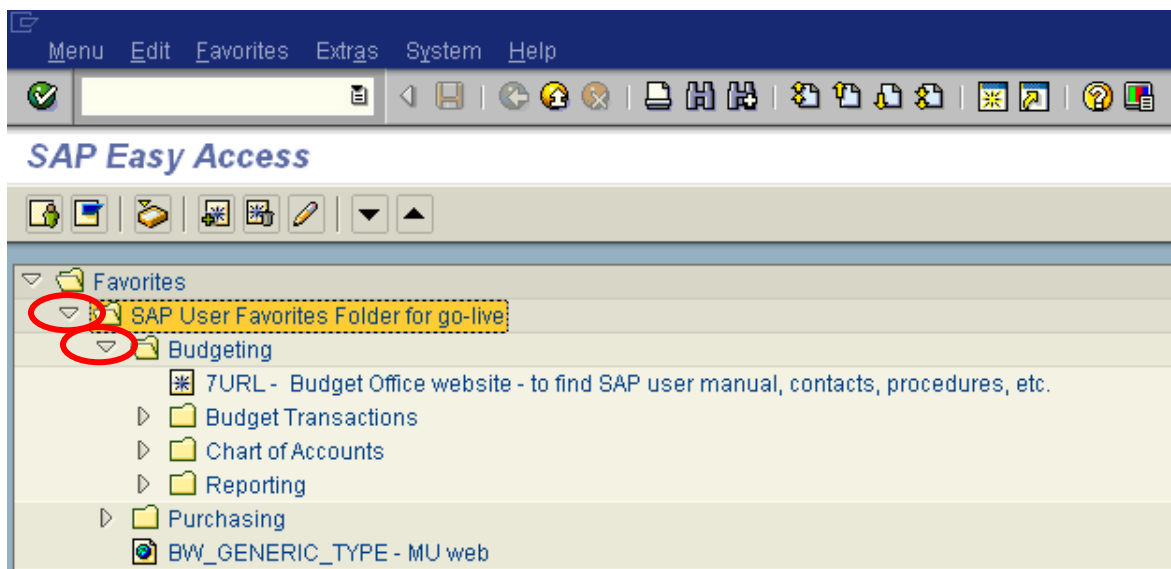 Menu Edit Favorites Extras System Help
SAP Easy Access
Favorites
SAP User Favorites Folder for go-live
Budgeting
7URL - Budget Office website - to find SAP user manual, contacts, procedures, etc.
Budget Transactions
Chart of Accounts
Reporting
Purchasing
BW_GENERIC_TYPE - MU web